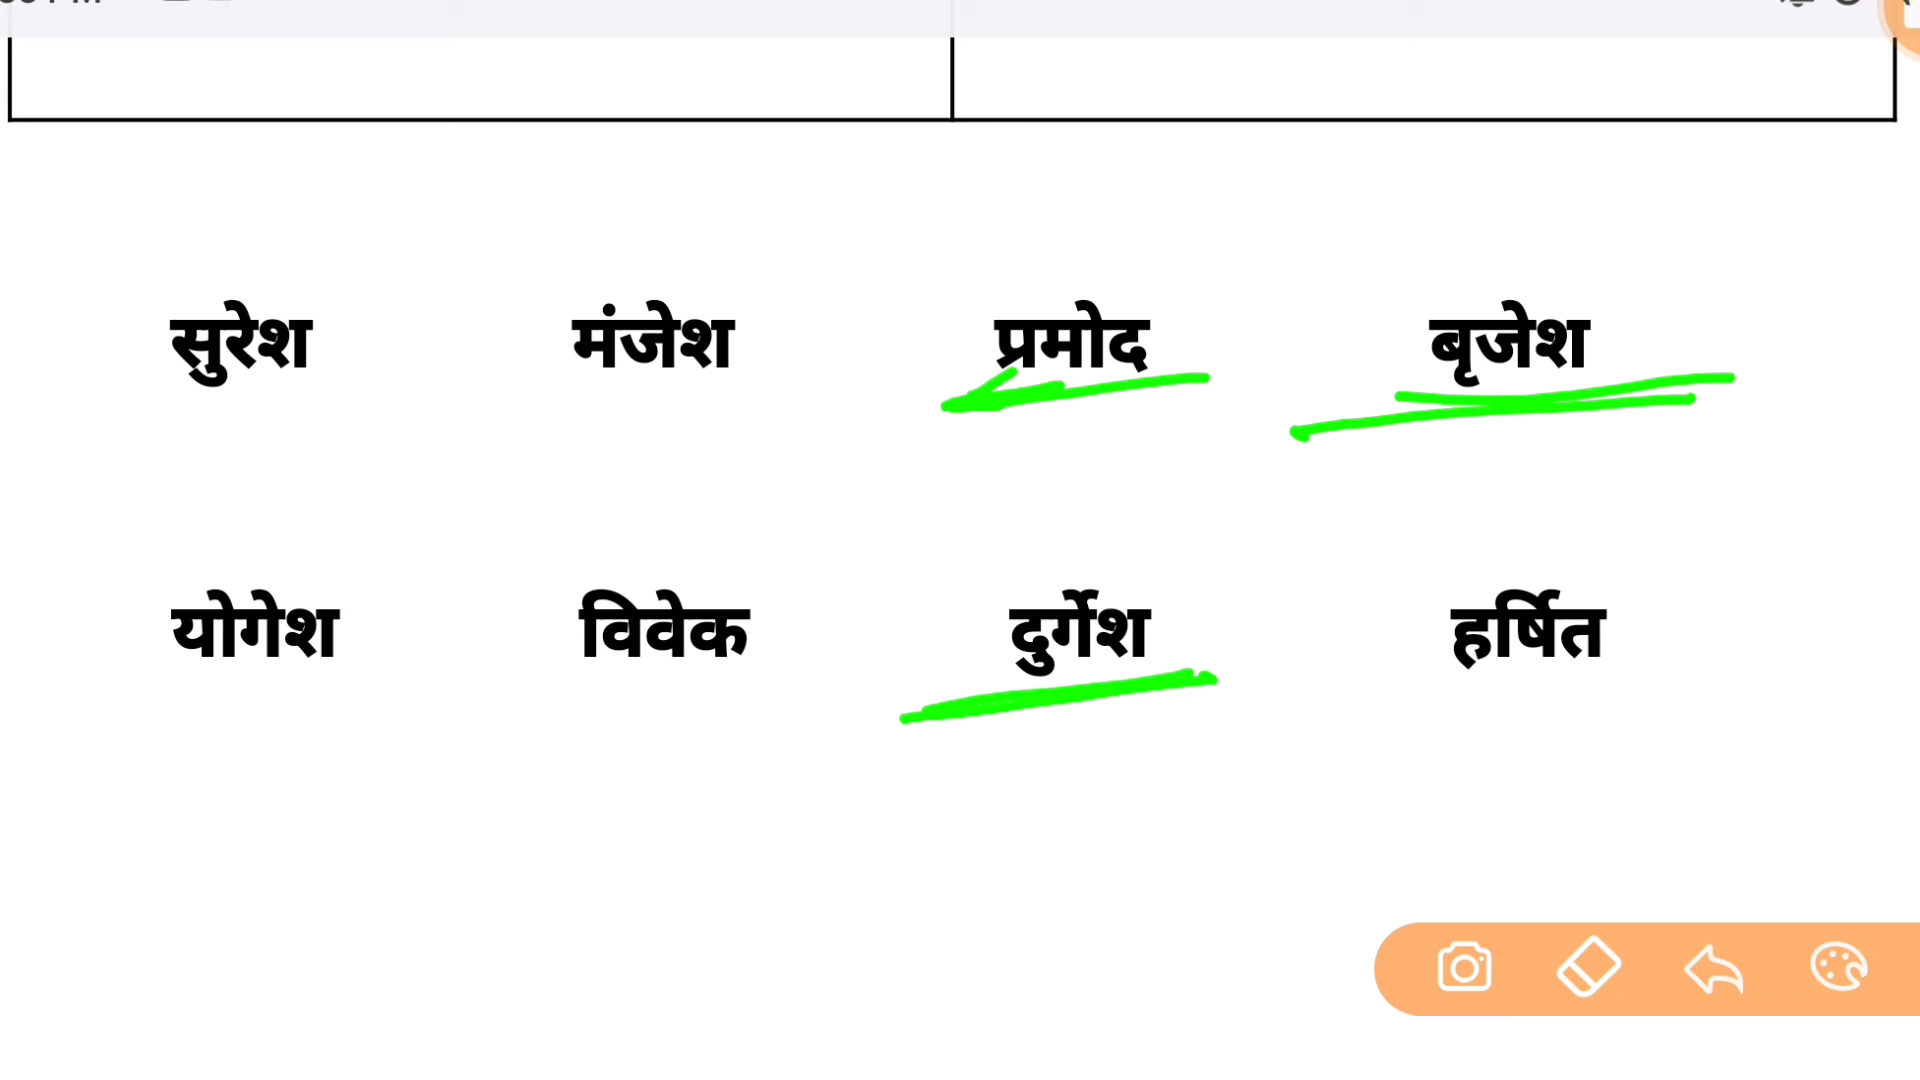 सुरेश मंजेश प्रमोद बृजेश
योगेश विवेक दुर्गेश हर्षित